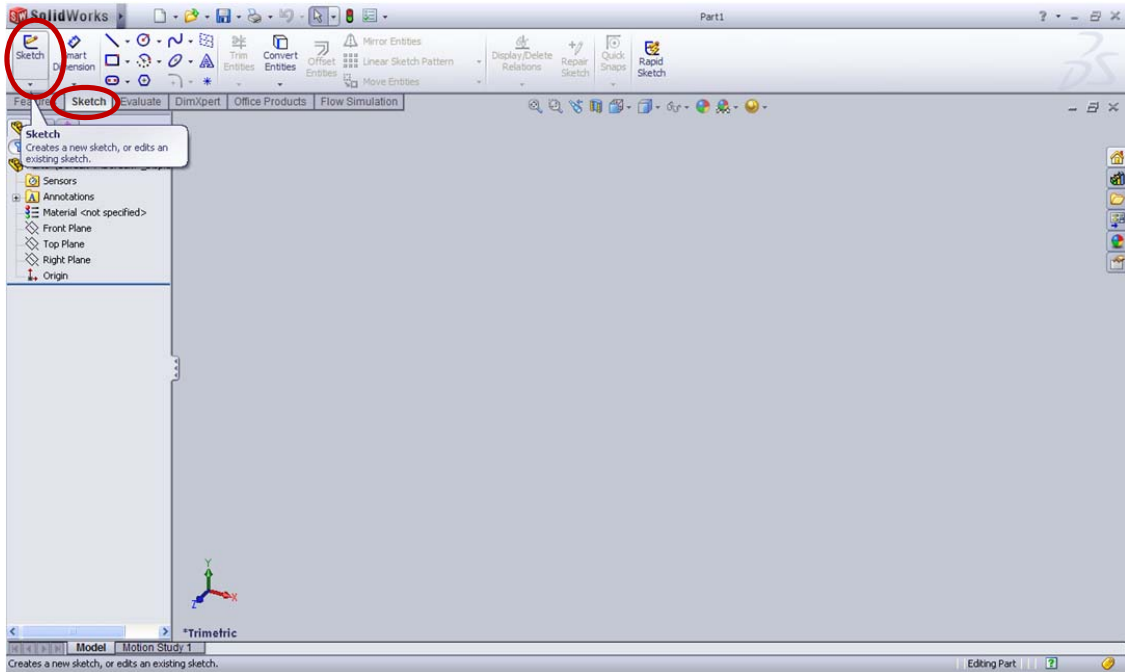 SolidWorks
Part1
Sketch
Smart
Dimension
Trim
Entities
Convert
Entities
Offset
Entities
Mirror Entities
Linear Sketch Pattern
Move Entities
Display/Delete
Relations
Repair
Sketch
Quick
Snaps
Rapid
Sketch
Sketch
Evaluate
DimXpert
Office Products
Flow Simulation
Sketch
Creates a new sketch, or edits an
existing sketch.
Sensors
Annotations
Material <not specified>
Front Plane
Top Plane
Right Plane
Origin
Y
X
Z
*Trimetric
Model
Motion Study 1
Creates a new sketch, or edits an existing sketch.
Editing Part